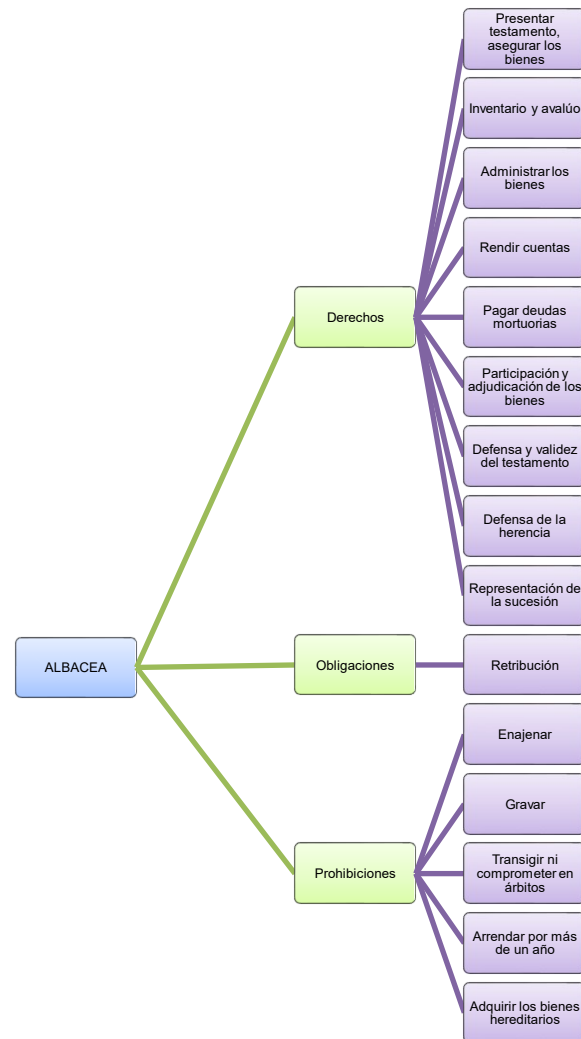 Presentar
testamento,
asegurar los
bienes
Inventario y avalúo
Administrar los
bienes
Rendir cuentas
Derechos
Pagar deudas
mortuorias
Participación y
adjudicación de los
bienes
Defensa y validez
del testamento
Defensa de la
herencia
Representación de
la sucesión
ALBACEA
Obligaciones
Retribución
Enajenar
Gravar
Prohibiciones
Transigir ni
comprometer en
árbitos
Arrendar por más
de un año
Adquirir los bienes
hereditarios